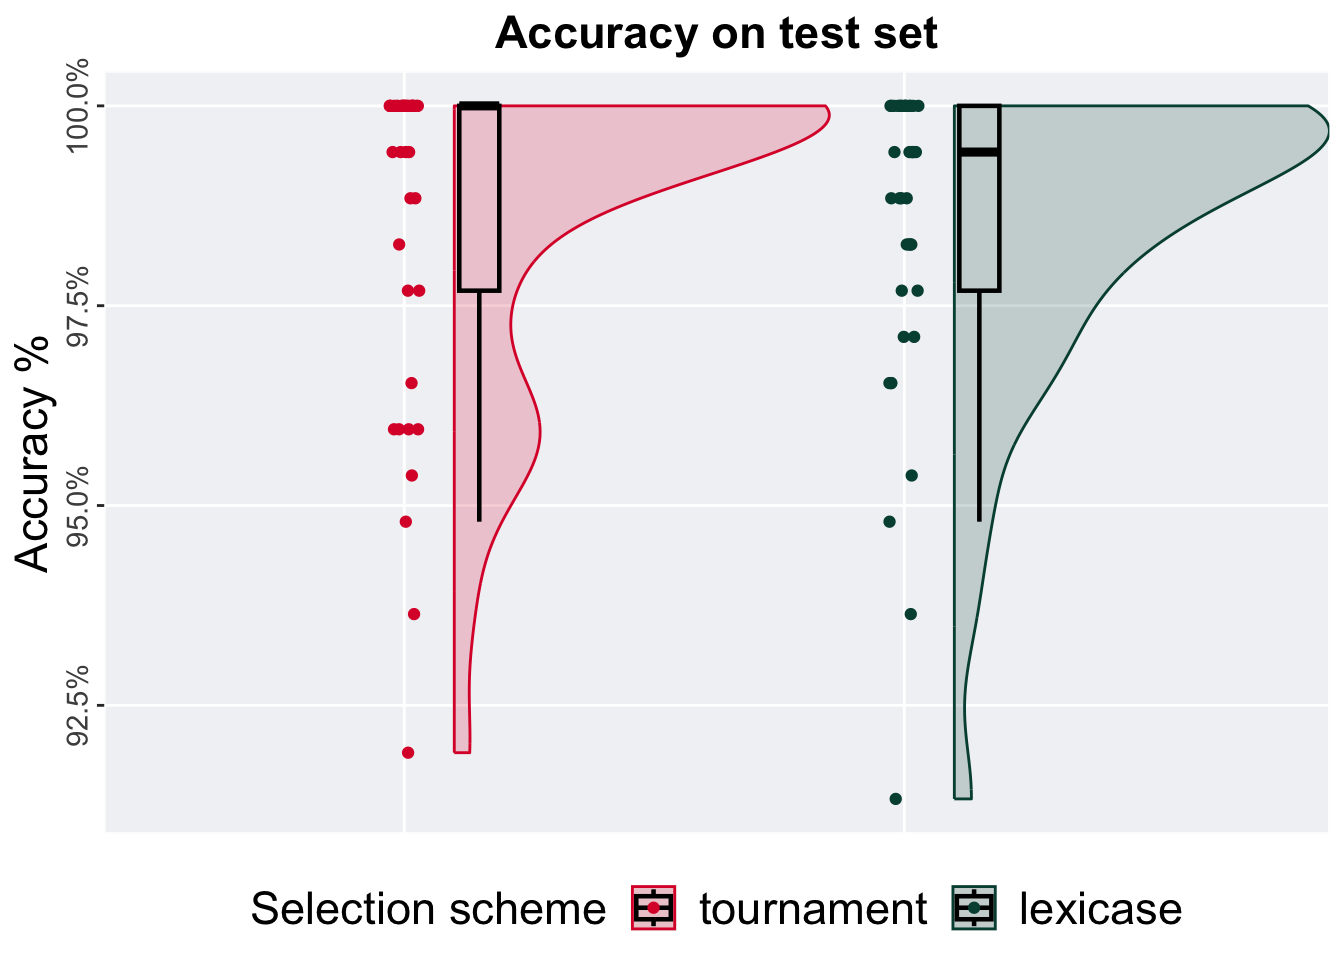 Accuracy on test set
Accuracy %
100.0%
97.5%
95.0%
92.5%
Selection scheme tournament lexicase